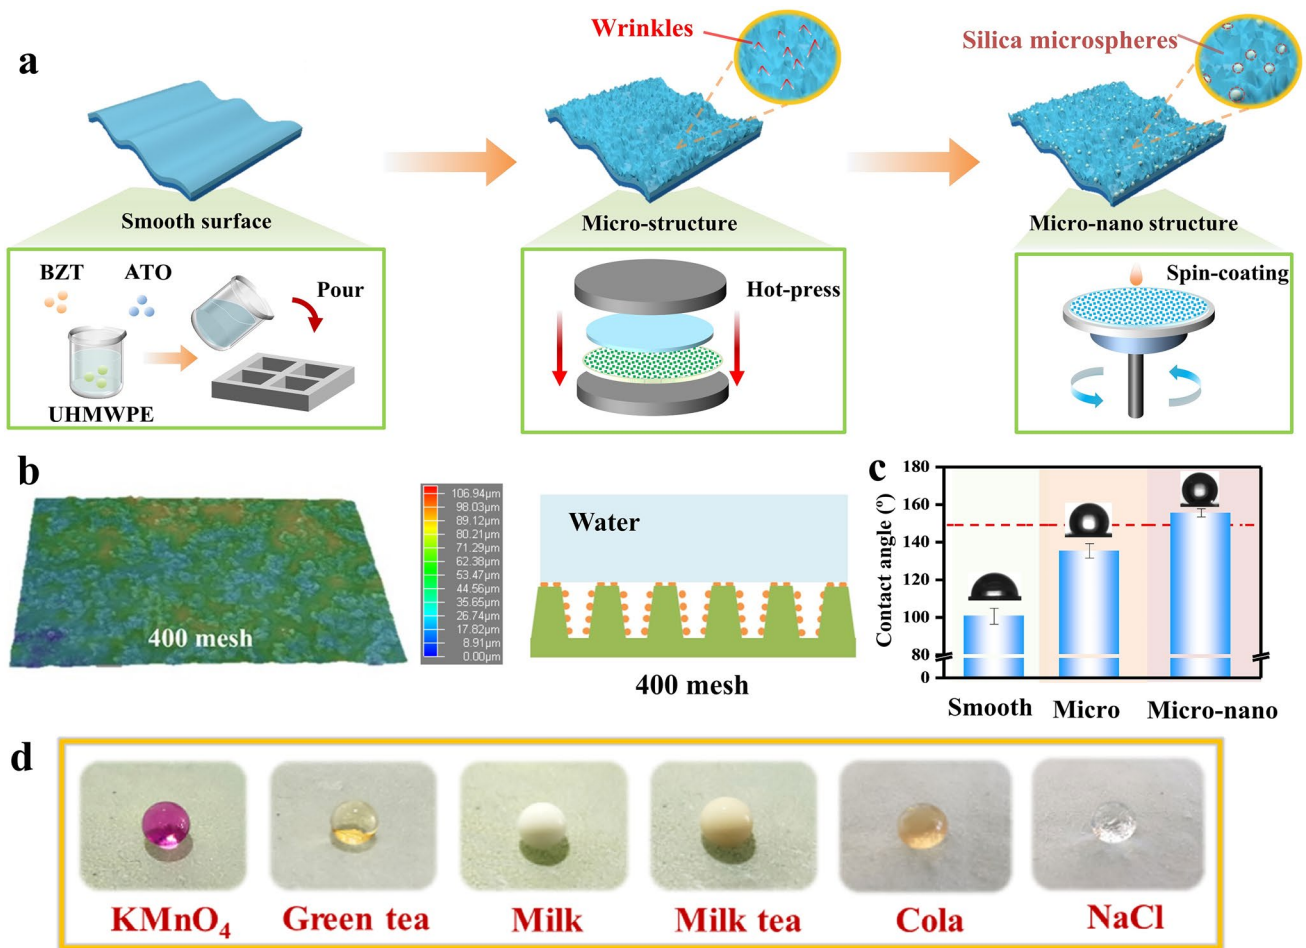 a
Wrinkles
Silica microspheres
Smooth surface
Micro-structure
Micro-nano structure
BZT
ATO
Pour
UHMWPE
Hot-press
Spin-coating
b
400 mesh
106.94μm
98.03μm
89.12μm
80.21μm
71.29μm
62.38μm
53.47μm
44.56μm
35.65μm
26.74μm
17.82μm
8.91μm
0.00μm
Water
400 mesh
c
Contact angle (°)
180
160
140
120
100
80
0
Smooth
Micro
Micro-nano
d
KMnO₄
Green tea
Milk
Milk tea
Cola
NaCl